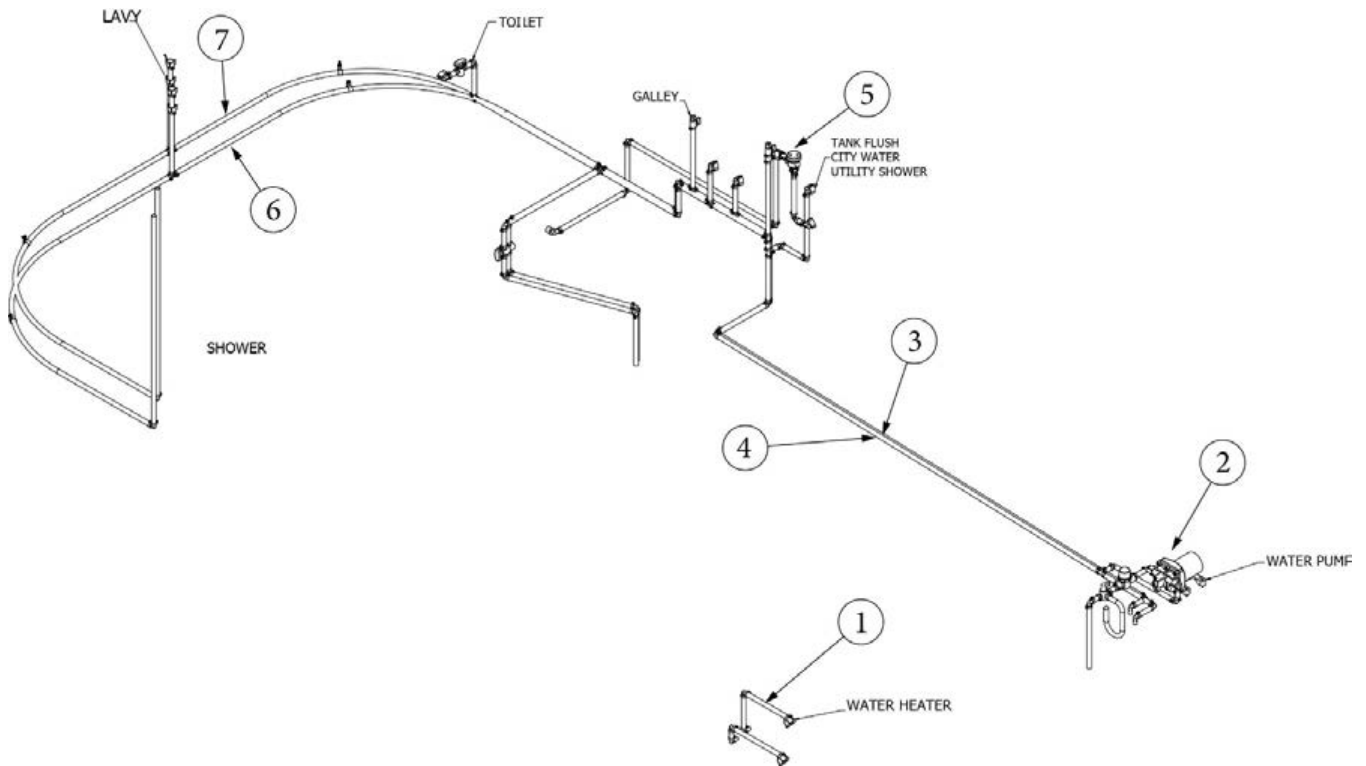 LAVY
7
TOILET
GALLEY
5
TANK FLUSH
CITY WATER
UTILITY SHOWER
6
SHOWER
3
4
2
WATER PUMP
1
WATER HEATER